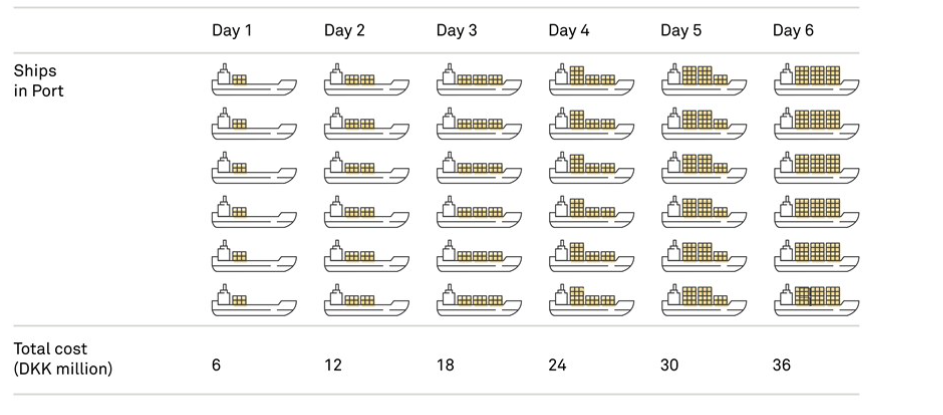 Day 1 Day 2 Day 3 Day 4 Day 5 Day 6
Ships
in Port
Total cost
(DKK million) 6 12 18 24 30 36